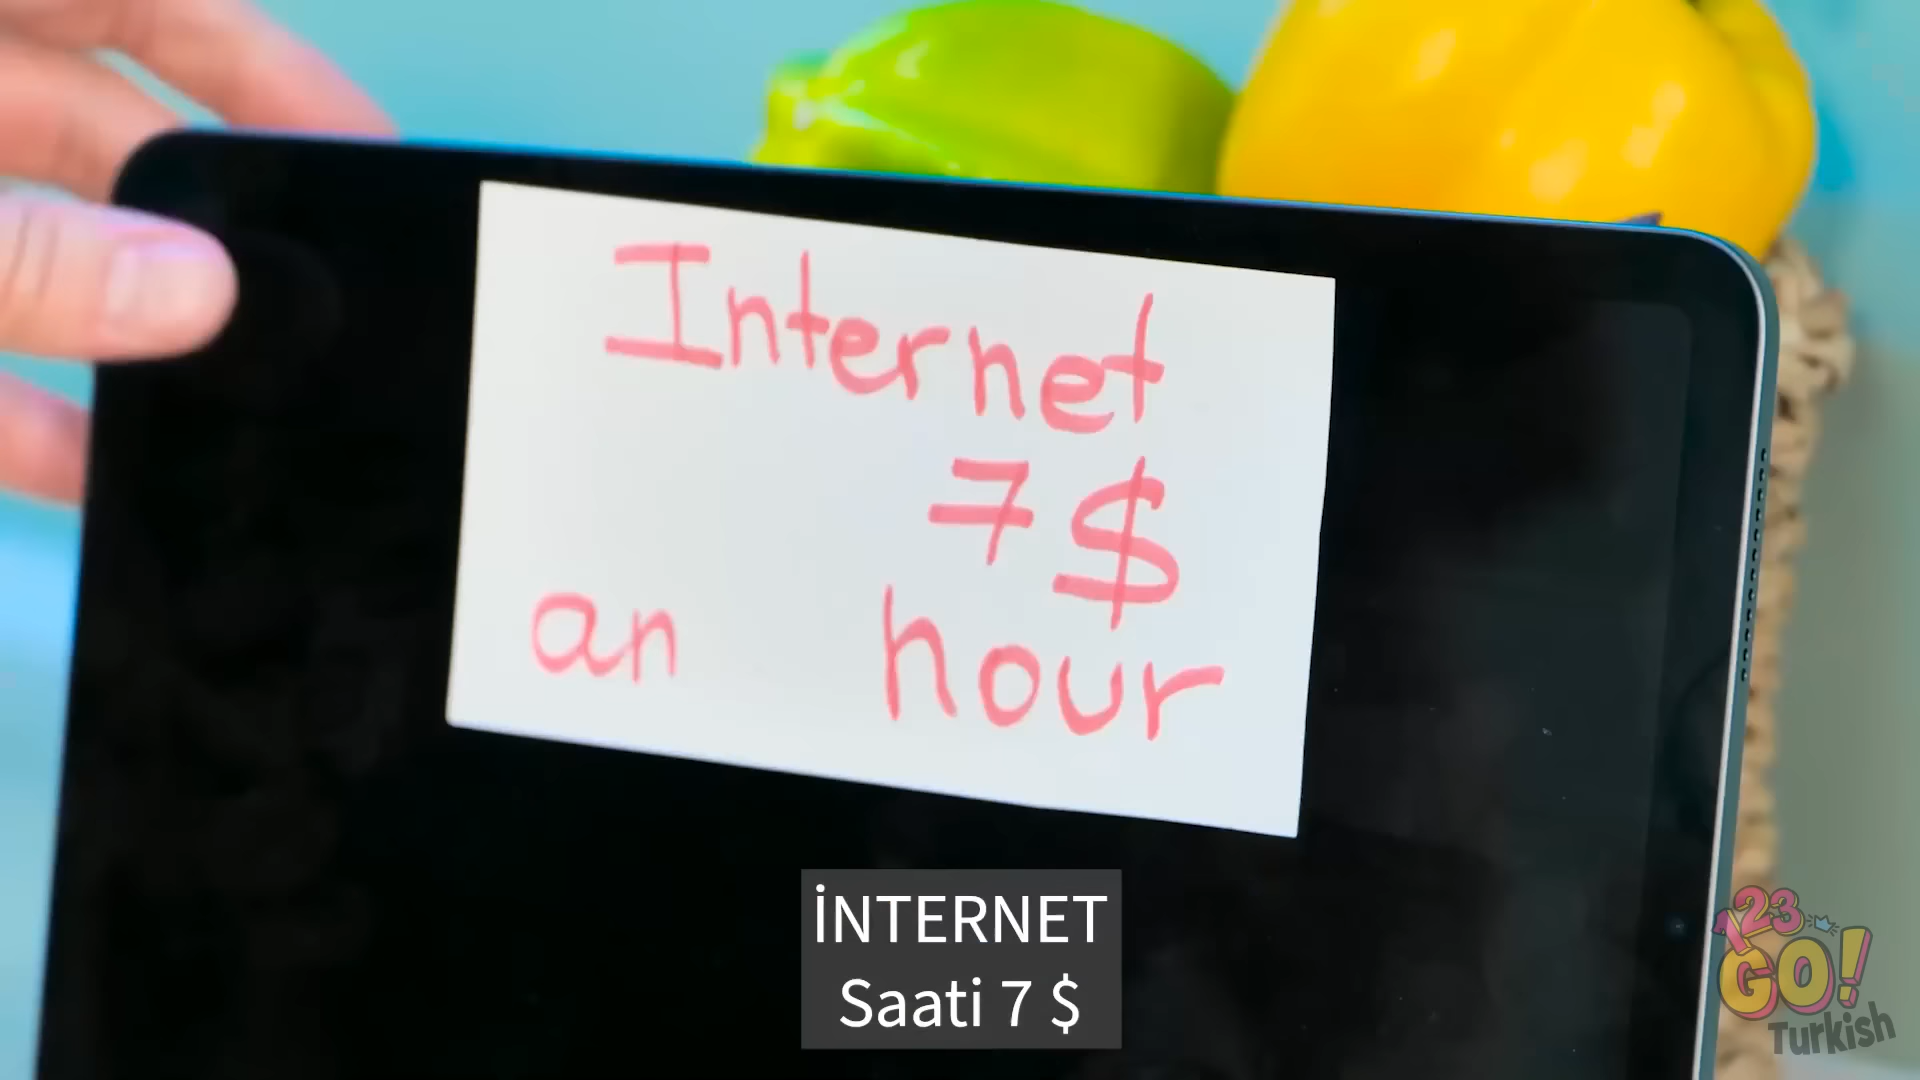 Internet
7$
an hour
İNTERNET
Saati 7 $
123
GO!
Turkish